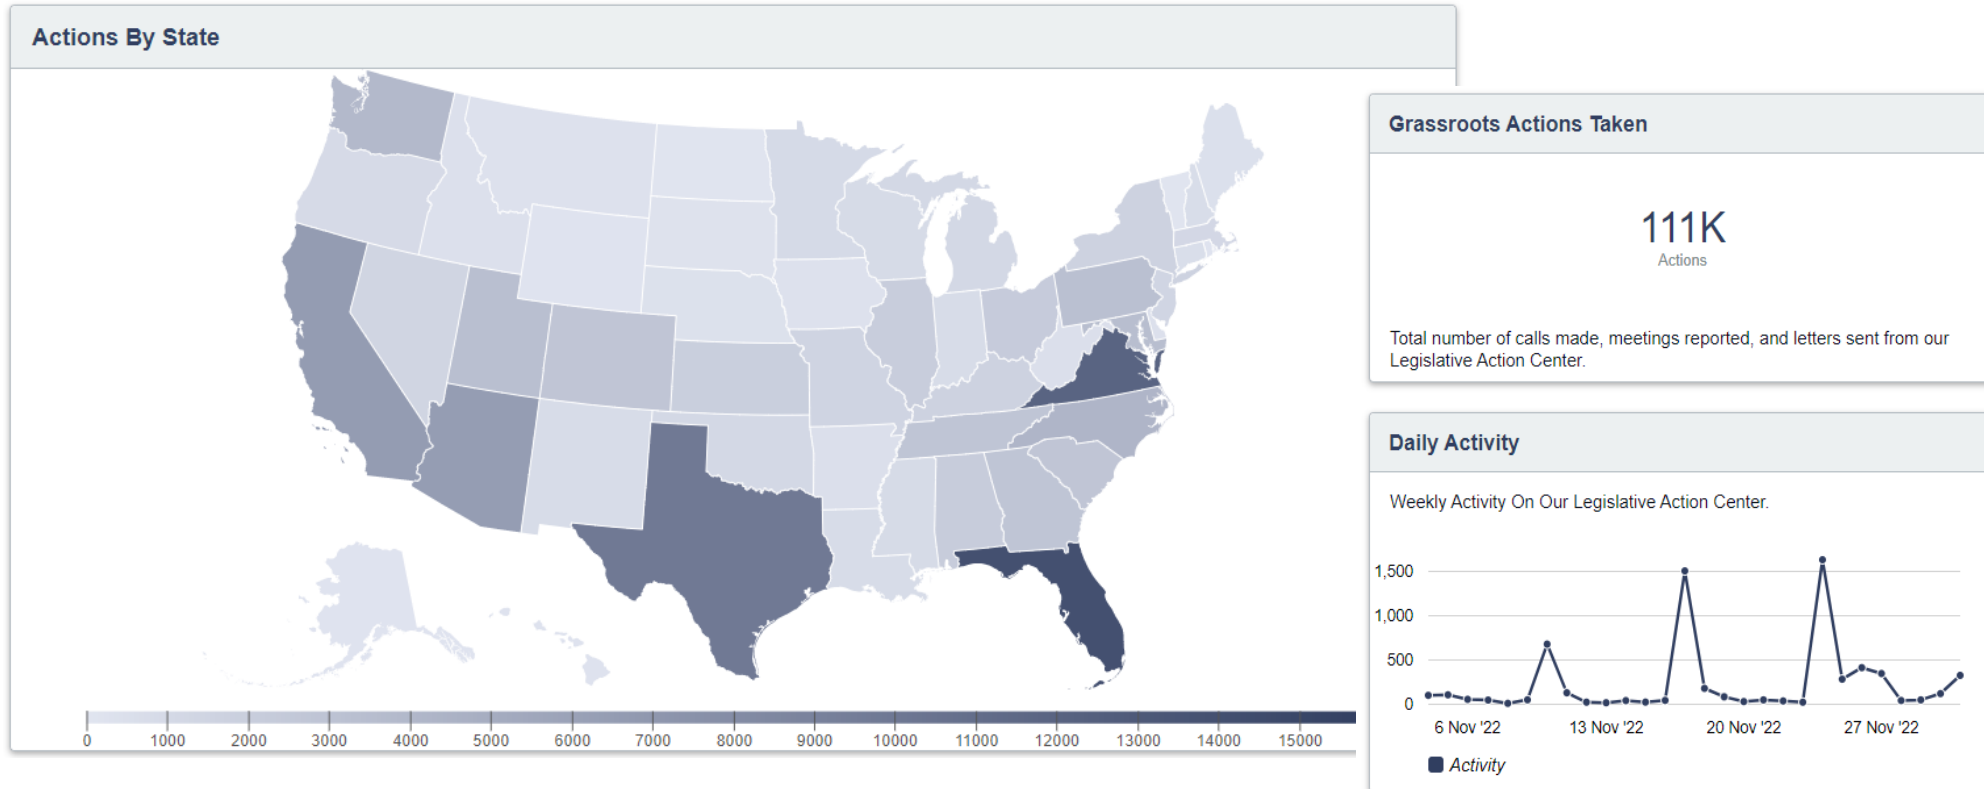 Actions By State
0 1000 2000 3000 4000 5000 6000 7000 8000 9000 10000 11000 12000 13000 14000 15000
Grassroots Actions Taken
111K
Actions
Total number of calls made, meetings reported, and letters sent from our
Legislative Action Center.
Daily Activity
Weekly Activity On Our Legislative Action Center.
1,500
1,000
500
0
6 Nov '22 13 Nov '22 20 Nov '22 27 Nov '22
Activity